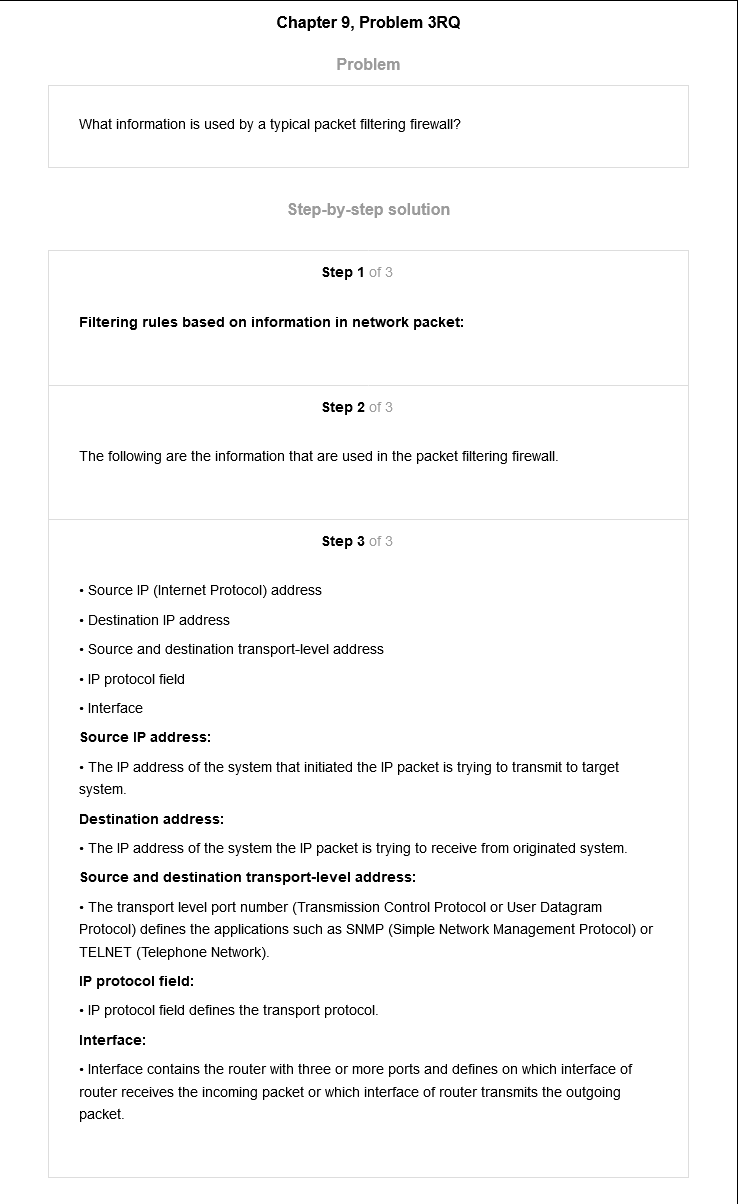 Chapter 9, Problem 3RQ
Problem
What information is used by a typical packet filtering firewall?
Step-by-step solution
Step 1 of 3
Filtering rules based on information in network packet:
Step 2 of 3
The following are the information that are used in the packet filtering firewall.
Step 3 of 3
• Source IP (Internet Protocol) address
• Destination IP address
• Source and destination transport-level address
• IP protocol field
• Interface
Source IP address:
• The IP address of the system that initiated the IP packet is trying to transmit to target
system.
Destination address:
• The IP address of the system the IP packet is trying to receive from originated system.
Source and destination transport-level address:
• The transport level port number (Transmission Control Protocol or User Datagram
Protocol) defines the applications such as SNMP (Simple Network Management Protocol) or
TELNET (Telephone Network).
IP protocol field:
• IP protocol field defines the transport protocol.
Interface:
• Interface contains the router with three or more ports and defines on which interface of
router receives the incoming packet or which interface of router transmits the outgoing
packet.